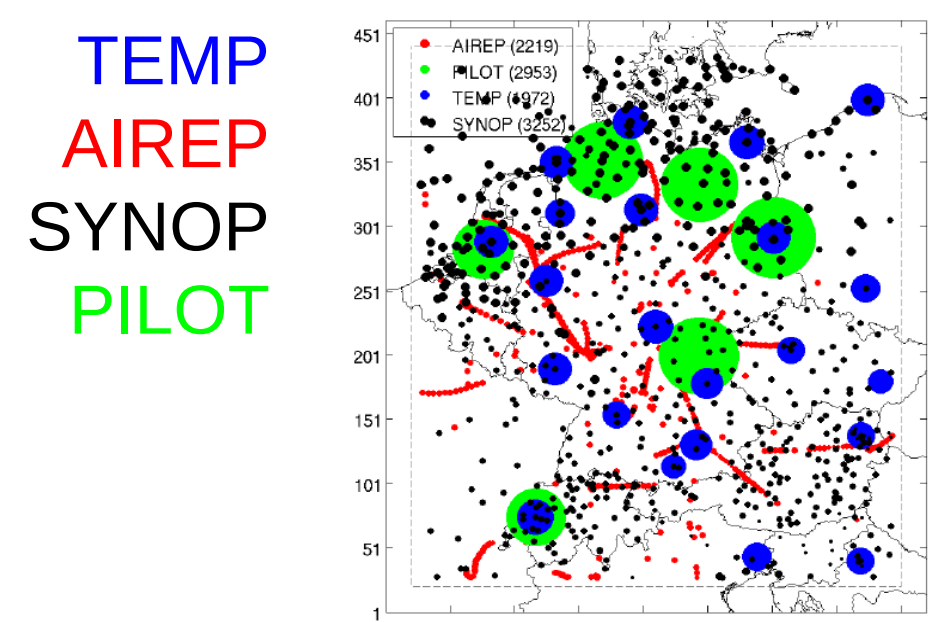 TEMP
AIREP
SYNOP
PILOT
AIREP (2219)
PILOT (2953)
TEMP (1972)
SYNOP (3252)
451
401
351
301
251
201
151
101
51
1